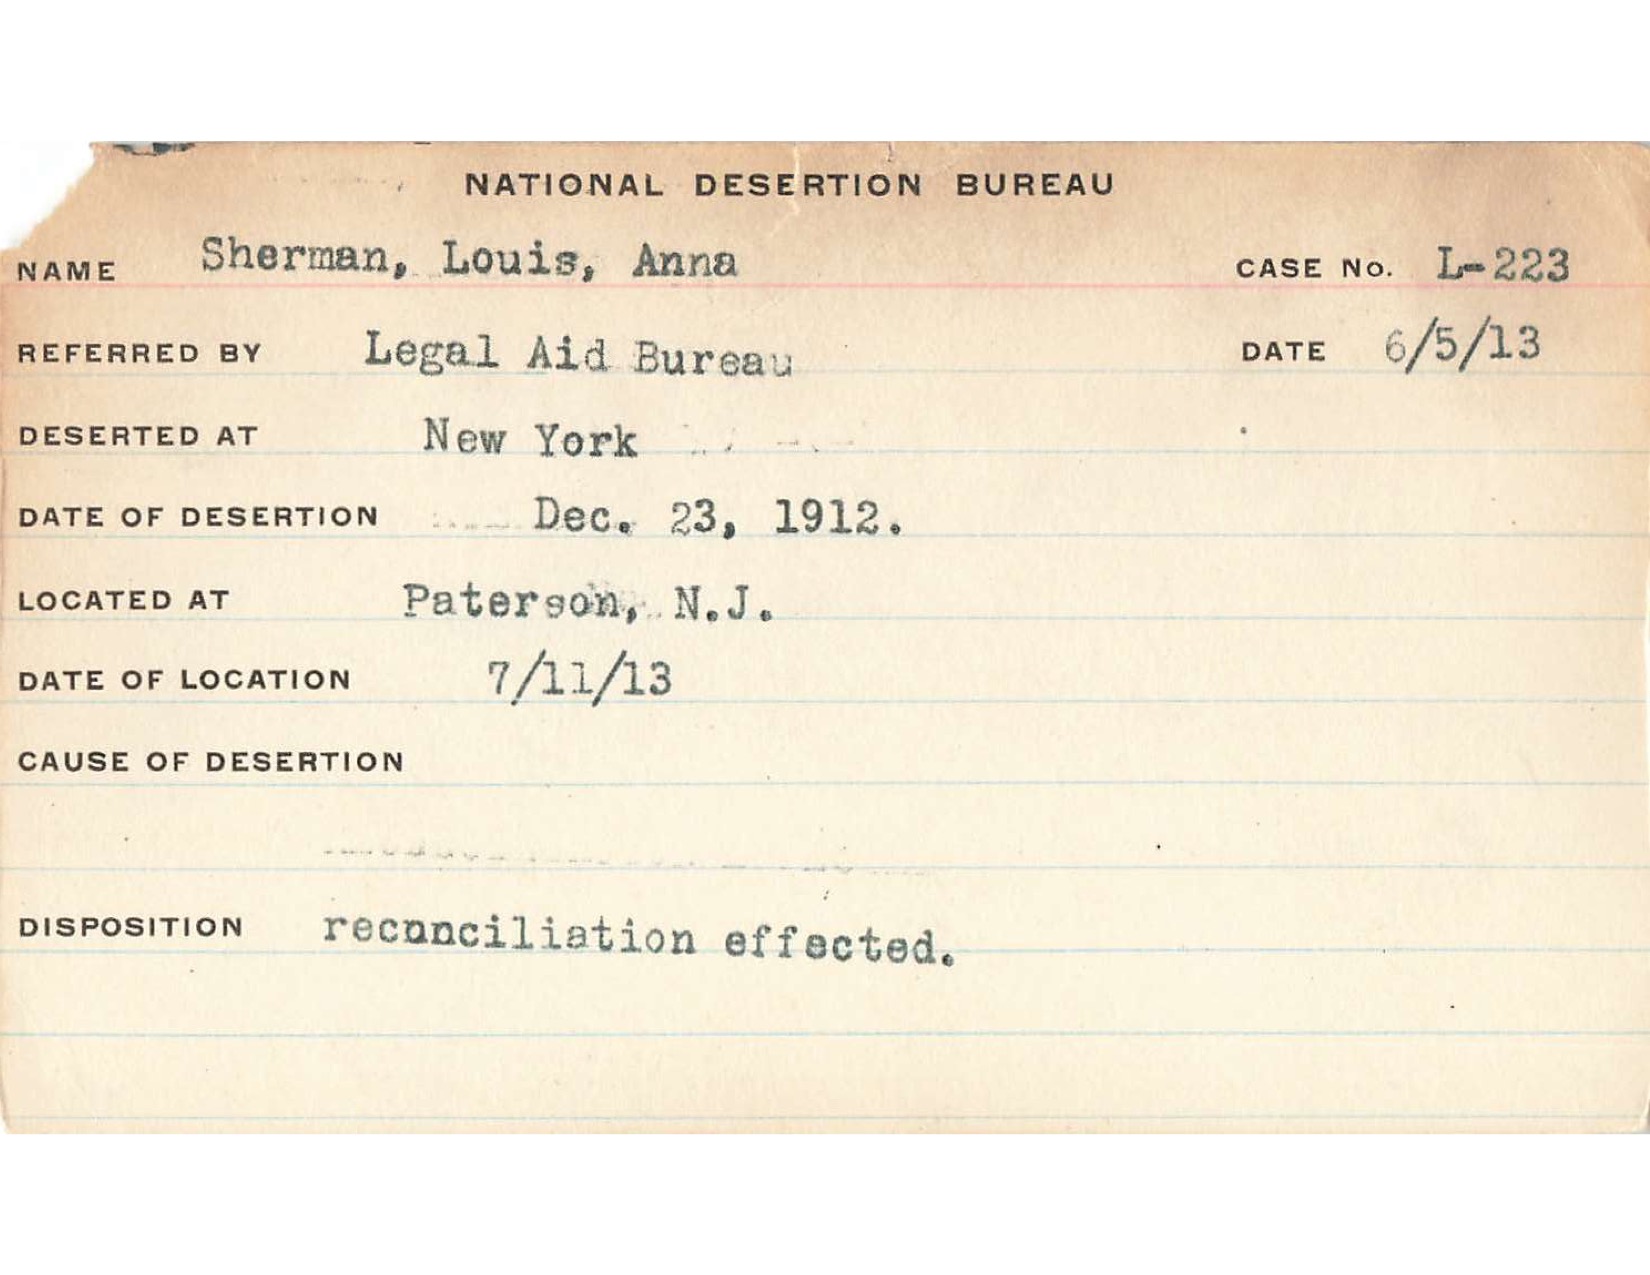 NATIONAL DESERTION BUREAU
NAME Sherman, Louis, Anna CASE No. L-223
REFERRED BY Legal Aid Bureau DATE 6/5/13
DESERTED AT New York
DATE OF DESERTION Dec. 23, 1912.
LOCATED AT Paterson, N.J.
DATE OF LOCATION 7/11/13
CAUSE OF DESERTION
DISPOSITION reconciliation effected.